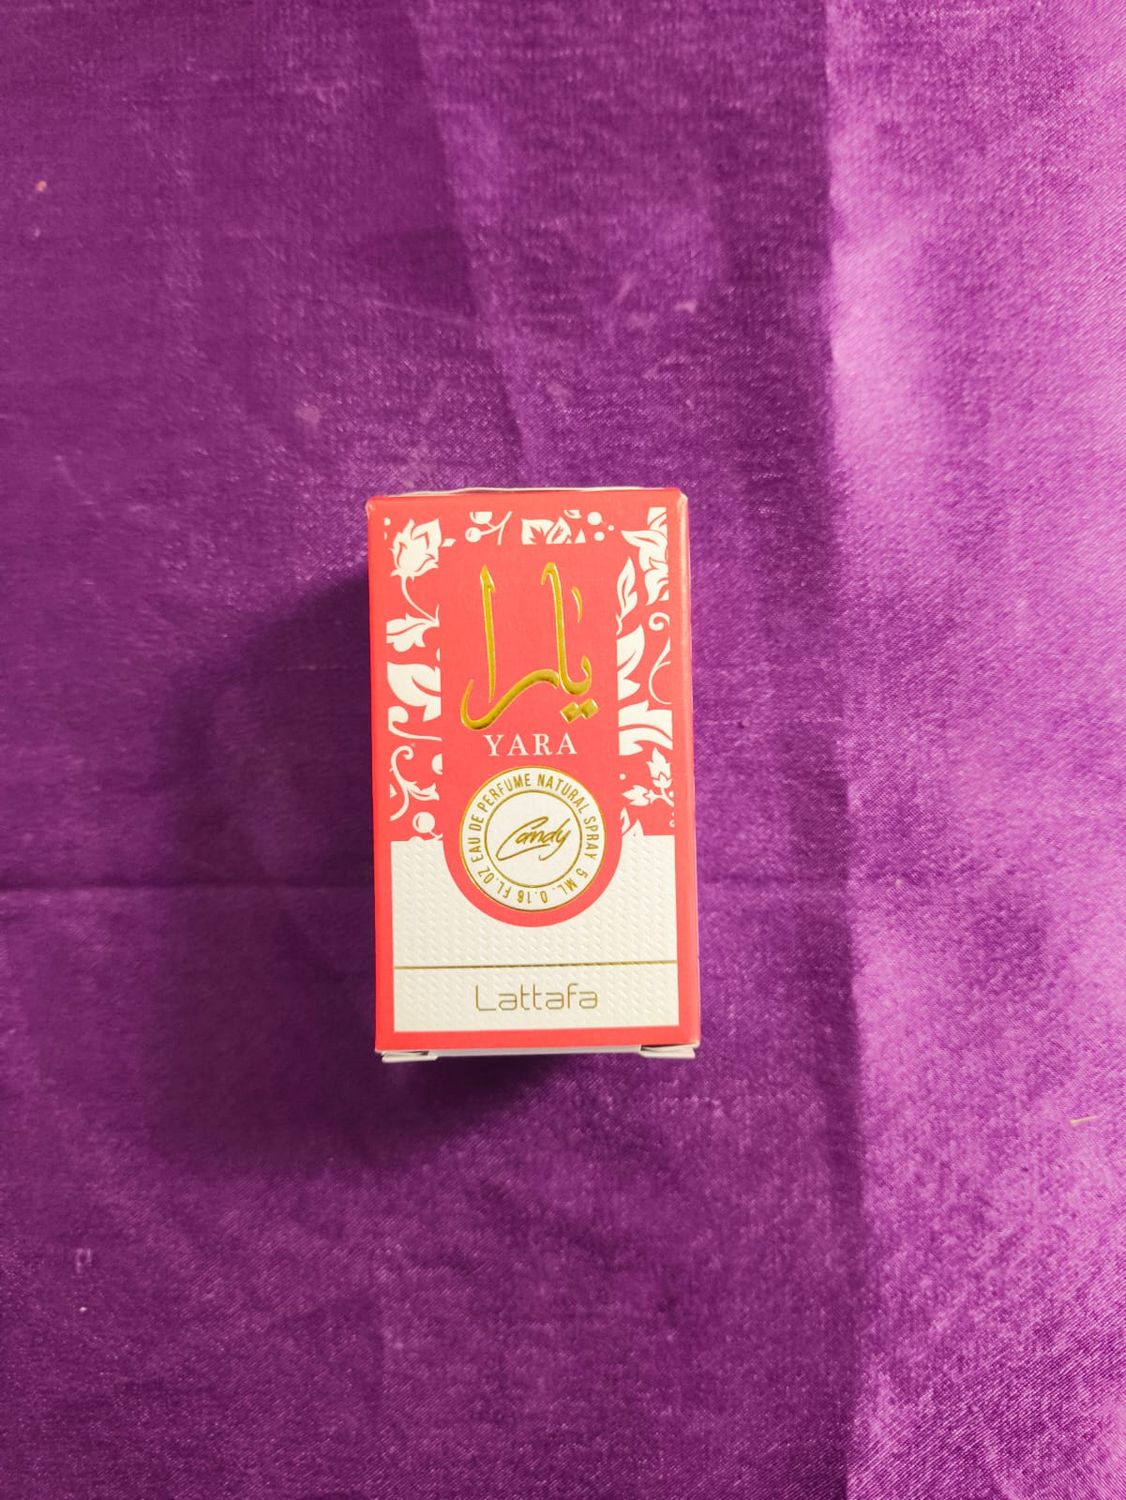 يارا
YARA
EAU DE PERFUME NATURAL SPRAY 5 ML. 0.16 FL.OZ
Candy
Lattafa